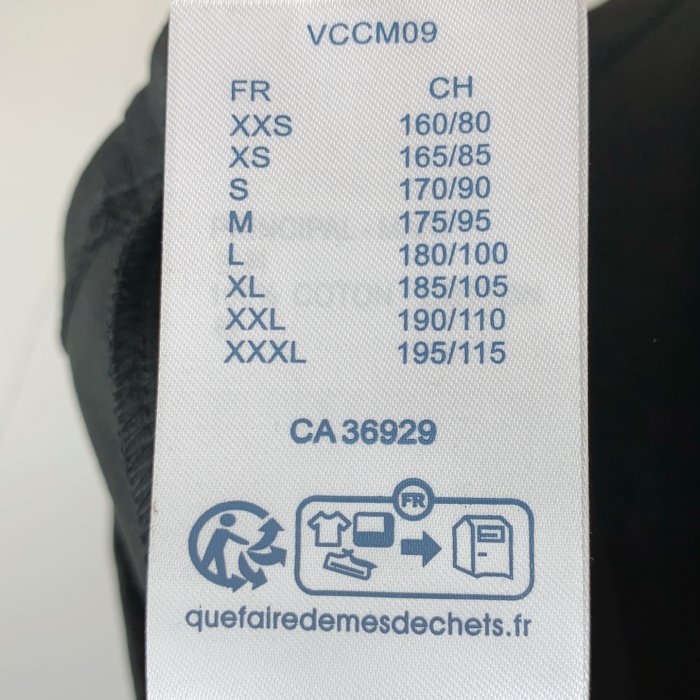 VCCM09
FR CH
XXS 160/80
XS 165/85
S 170/90
M 175/95
L 180/100
XL 185/105
XXL 190/110
XXXL 195/115
CA 36929
FR
quefairedemesdechets.fr